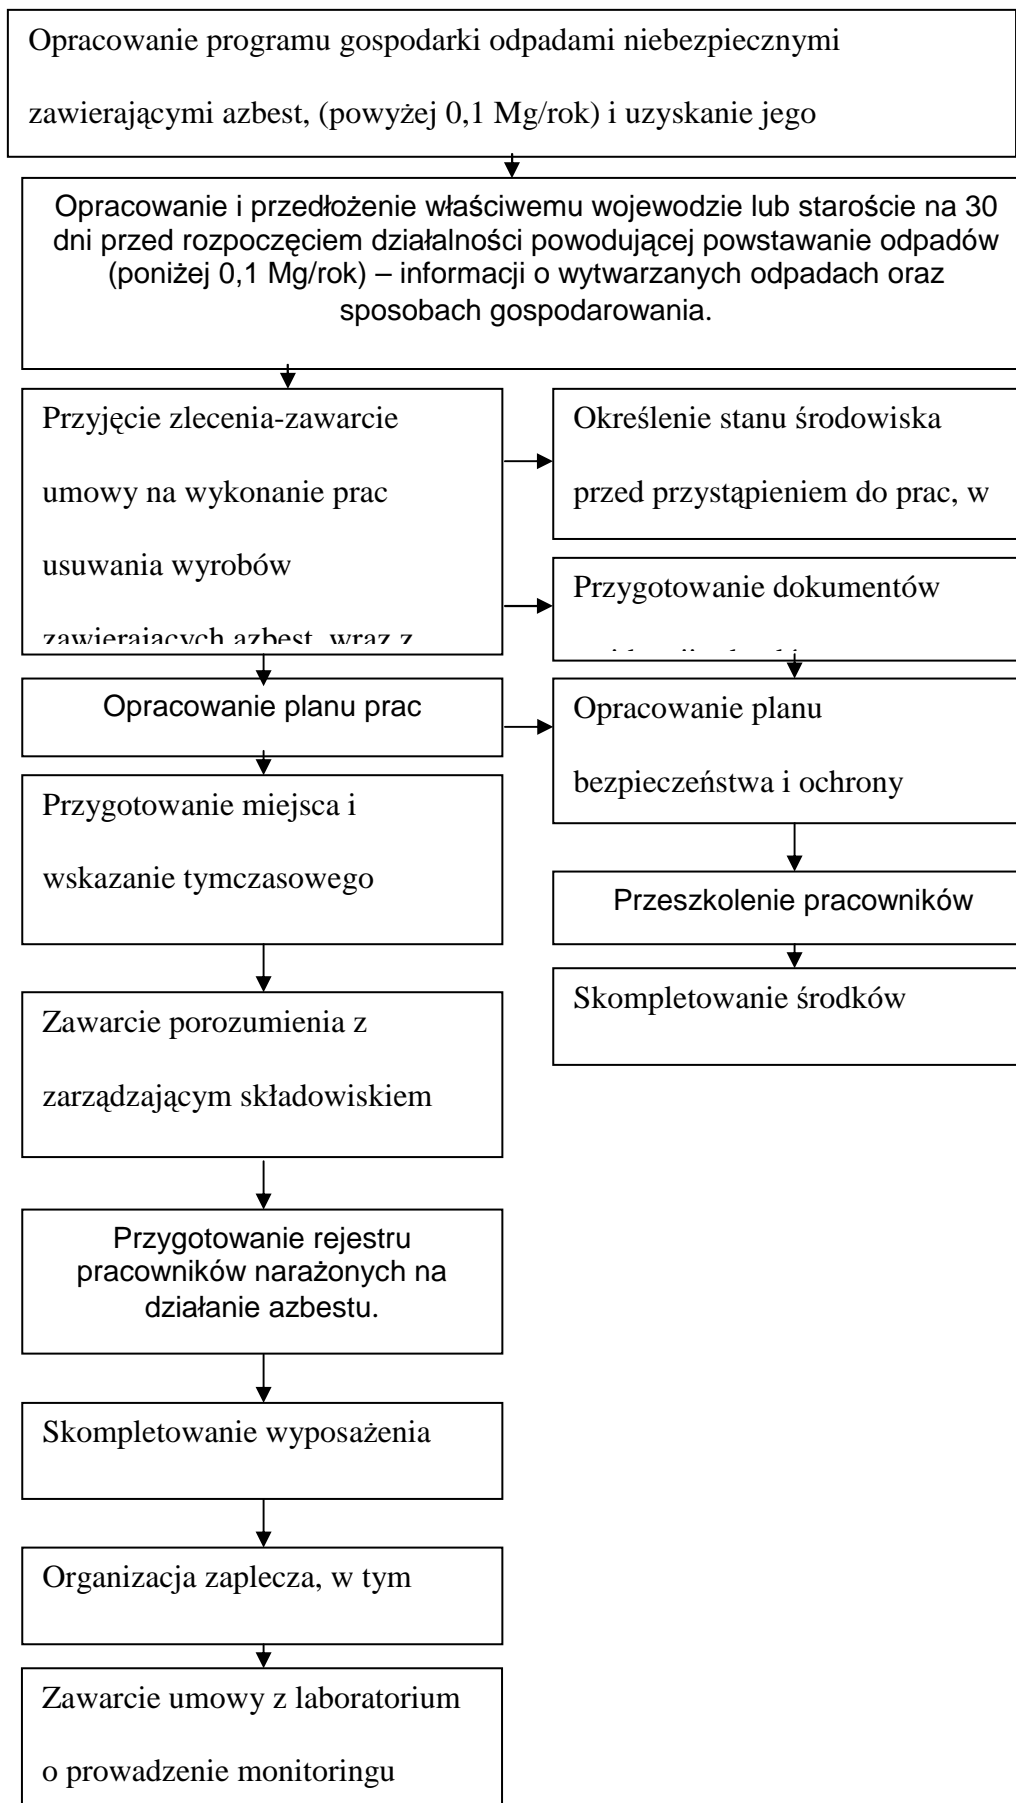 Opracowanie programu gospodarki odpadami niebezpiecznymi
zawierającymi azbest, (powyżej 0,1 Mg/rok) i uzyskanie jego
Opracowanie i przedłożenie właściwemu wojewodzie lub staroście na 30
dni przed rozpoczęciem działalności powodującej powstawanie odpadów
(poniżej 0,1 Mg/rok) – informacji o wytwarzanych odpadach oraz
sposobach gospodarowania.
Przyjęcie zlecenia-zawarcie
umowy na wykonanie prac
usuwania wyrobów
zawierających azbest, wraz z
Określenie stanu środowiska
przed przystąpieniem do prac, w
Przygotowanie dokumentów
Opracowanie planu prac
Opracowanie planu
bezpieczeństwa i ochrony
Przygotowanie miejsca i
wskazanie tymczasowego
Przeszkolenie pracowników
Skompletowanie środków
Zawarcie porozumienia z
zarządzającym składowiskiem
Przygotowanie rejestru
pracowników narażonych na
działanie azbestu.
Skompletowanie wyposażenia
Organizacja zaplecza, w tym
Zawarcie umowy z laboratorium
o prowadzenie monitoringu